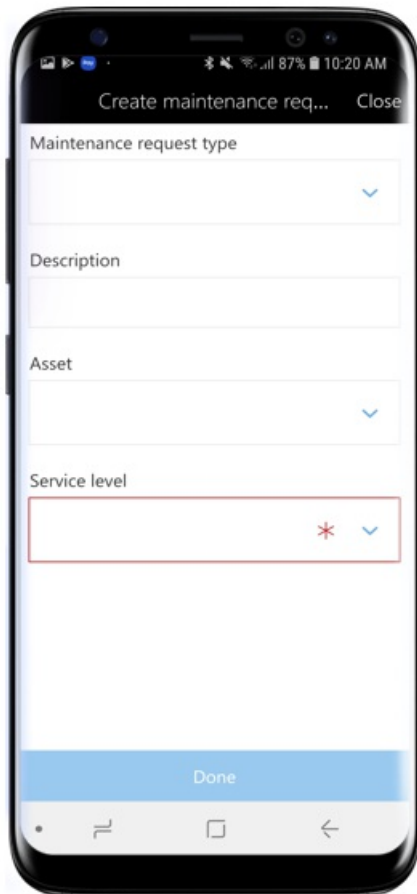 87% 10:20 AM
Create maintenance req... Close
Maintenance request type
Description
Asset
Service level
*
Done